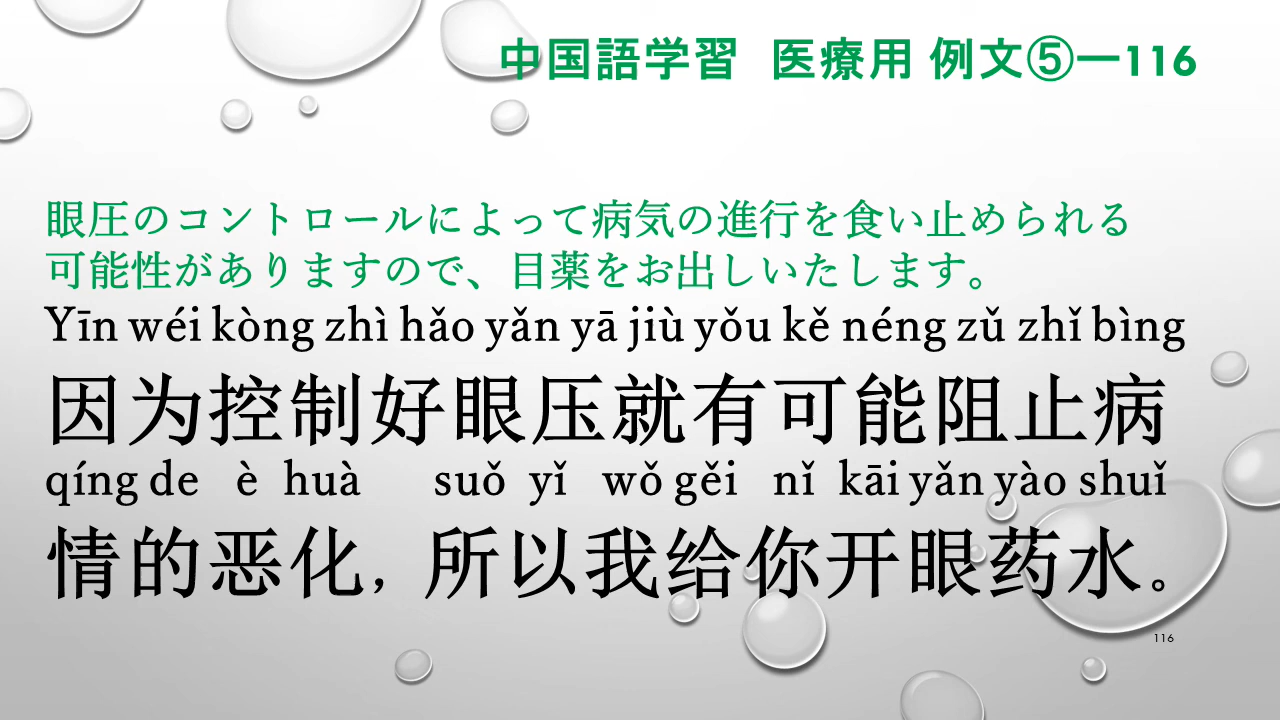 中国語学習 医療用 例文⑤ー116
眼圧のコントロールによって病気の進行を食い止められる
可能性がありますので、目薬をお出しいたします。
Yīn wéi kòng zhì hǎo yǎn yā jiù yǒu kě néng zǔ zhǐ bìng
因为控制好眼压就有可能阻止病
qíng de è huà suǒ yǐ wǒ gěi nǐ kāi yǎn yào shuǐ
情的恶化，所以我给你开眼药水。
116